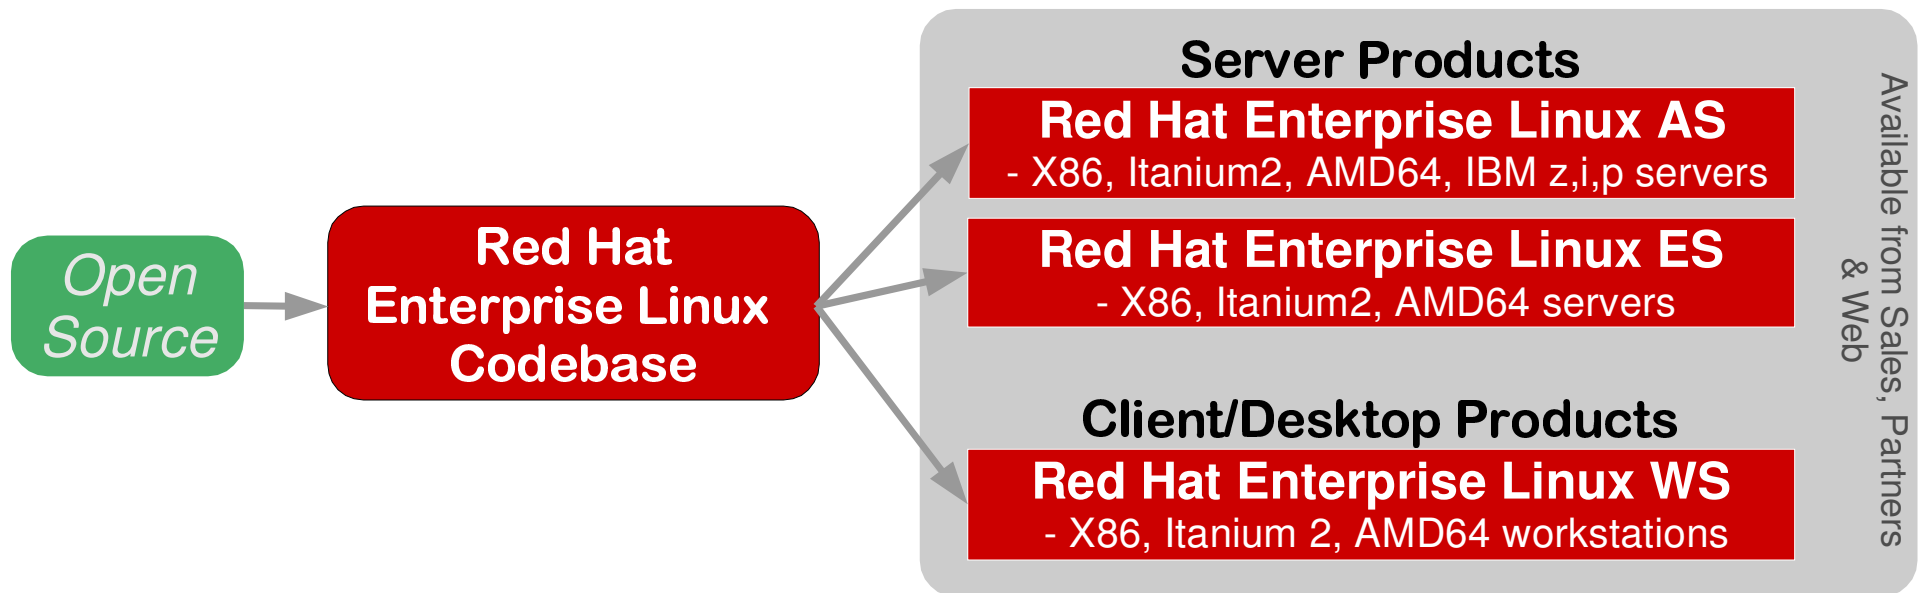 Open
Source
Red Hat
Enterprise Linux
Codebase
Server Products
Red Hat Enterprise Linux AS
- X86, Itanium2, AMD64, IBM z,i,p servers
Red Hat Enterprise Linux ES
- X86, Itanium2, AMD64 servers
Client/Desktop Products
Red Hat Enterprise Linux WS
- X86, Itanium 2, AMD64 workstations
Available from Sales, Partners
& Web